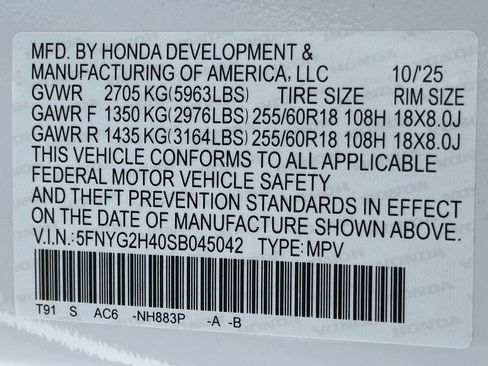 MFD. BY HONDA DEVELOPMENT &
MANUFACTURING OF AMERICA, LLC 10/'25
GVWR 2705 KG(5963LBS) TIRE SIZE RIM SIZE
GAWR F 1350 KG(2976LBS) 255/60R18 108H 18X8.0J
GAWR R 1435 KG(3164LBS) 255/60R18 108H 18X8.0J
THIS VEHICLE CONFORMS TO ALL APPLICABLE
FEDERAL MOTOR VEHICLE SAFETY
AND THEFT PREVENTION STANDARDS IN EFFECT
ON THE DATE OF MANUFACTURE SHOWN ABOVE.
V.I.N.:5FNYG2H40SB045042 TYPE:MPV
T91 S AC6 -NH883P -A -B